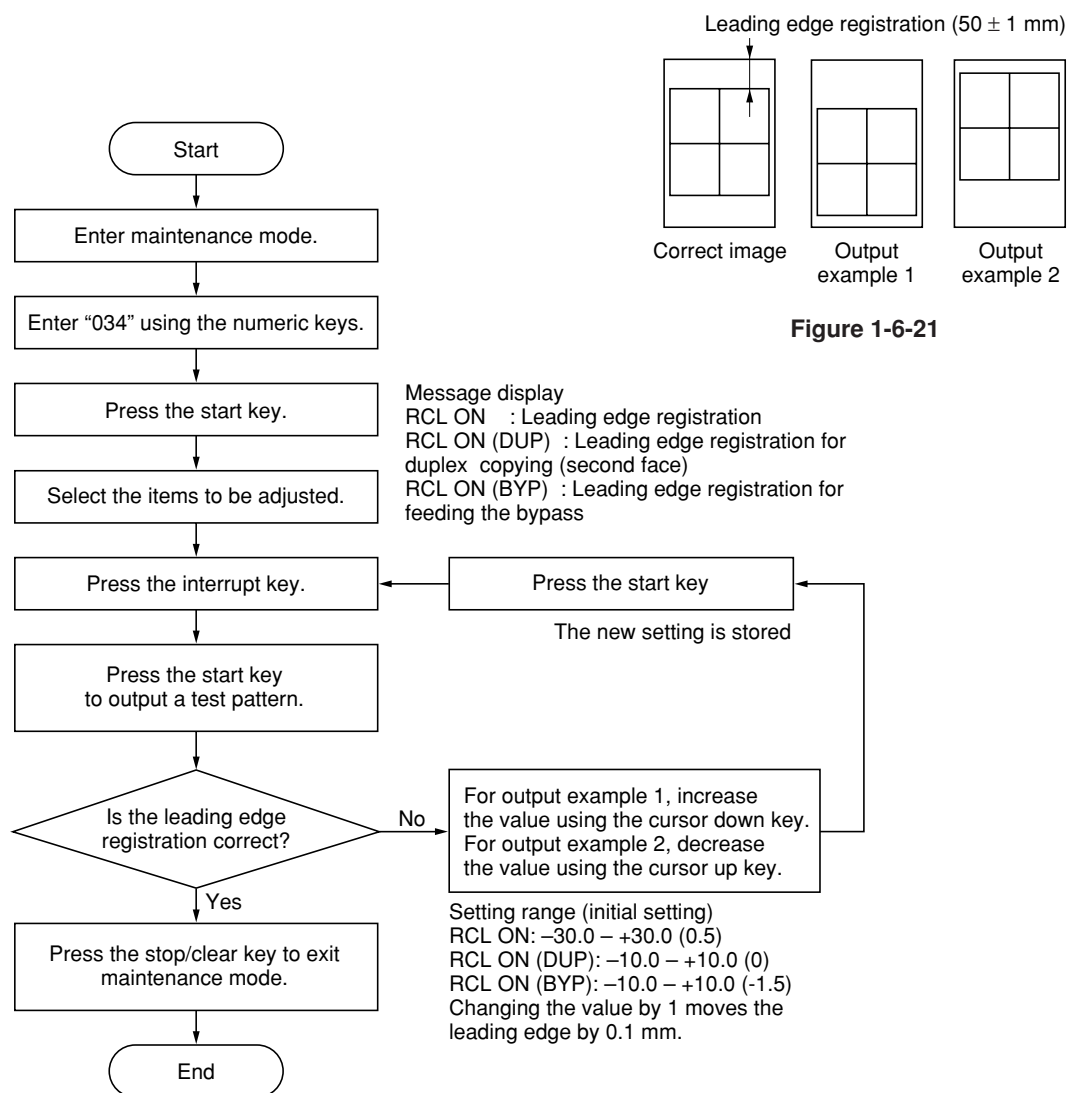 Leading edge registration (50 ± 1 mm)
Correct image
Output
example 1
Output
example 2
Figure 1-6-21
Start
Enter maintenance mode.
Enter “034” using the numeric keys.
Press the start key.
Message display
RCL ON : Leading edge registration
RCL ON (DUP) : Leading edge registration for
duplex copying (second face)
RCL ON (BYP) : Leading edge registration for
feeding the bypass
Select the items to be adjusted.
Press the interrupt key.
Press the start key
The new setting is stored
Press the start key
to output a test pattern.
Is the leading edge
registration correct?
No
For output example 1, increase
the value using the cursor down key.
For output example 2, decrease
the value using the cursor up key.
Yes
Setting range (initial setting)
RCL ON: –30.0 – +30.0 (0.5)
RCL ON (DUP): –10.0 – +10.0 (0)
RCL ON (BYP): –10.0 – +10.0 (-1.5)
Changing the value by 1 moves the
leading edge by 0.1 mm.
Press the stop/clear key to exit
maintenance mode.
End